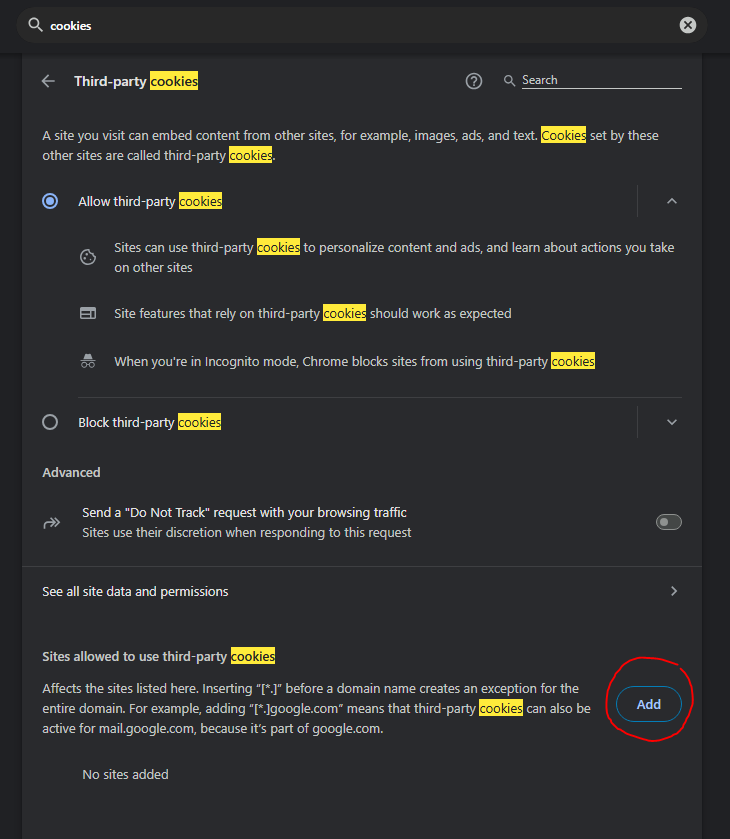 cookies
Third-party cookies
Search
A site you visit can embed content from other sites, for example, images, ads, and text. Cookies set by these
other sites are called third-party cookies.
Allow third-party cookies
Sites can use third-party cookies to personalize content and ads, and learn about actions you take
on other sites
Site features that rely on third-party cookies should work as expected
When you're in Incognito mode, Chrome blocks sites from using third-party cookies
Block third-party cookies
Advanced
Send a "Do Not Track" request with your browsing traffic
Sites use their discretion when responding to this request
See all site data and permissions
Sites allowed to use third-party cookies
Affects the sites listed here. Inserting “[*.]” before a domain name creates an exception for the
entire domain. For example, adding “[*.]google.com” means that third-party cookies can also be
active for mail.google.com, because it’s part of google.com.
Add
No sites added